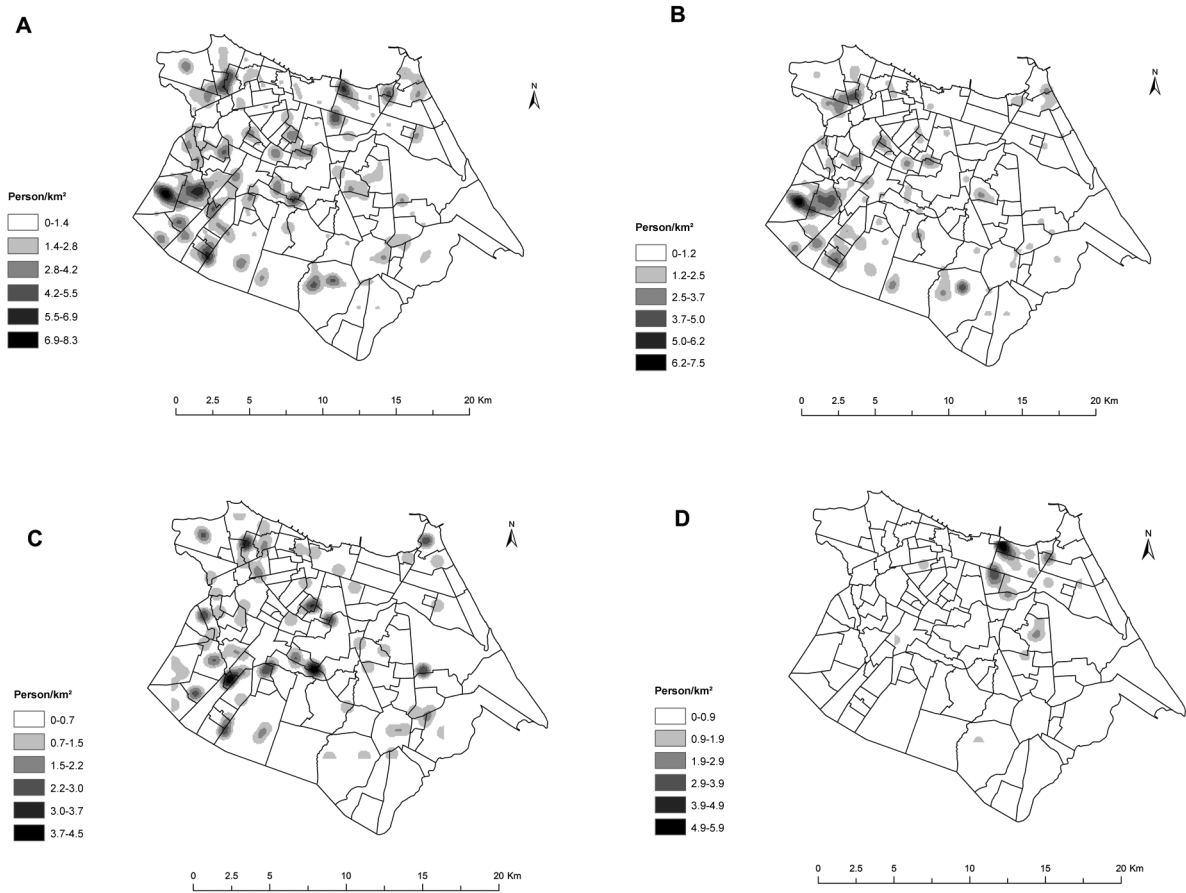 A
N
Person/km²
0-1.4
1.4-2.8
2.8-4.2
4.2-5.5
5.5-6.9
6.9-8.3
0 2.5 5 10 15 20 Km
B
N
Person/km²
0-1.2
1.2-2.5
2.5-3.7
3.7-5.0
5.0-6.2
6.2-7.5
0 2.5 5 10 15 20 Km
C
N
Person/km²
0-0.7
0.7-1.5
1.5-2.2
2.2-3.0
3.0-3.7
3.7-4.5
0 2.5 5 10 15 20 Km
D
N
Person/km²
0-0.9
0.9-1.9
1.9-2.9
2.9-3.9
3.9-4.9
4.9-5.9
0 2.5 5 10 15 20 Km